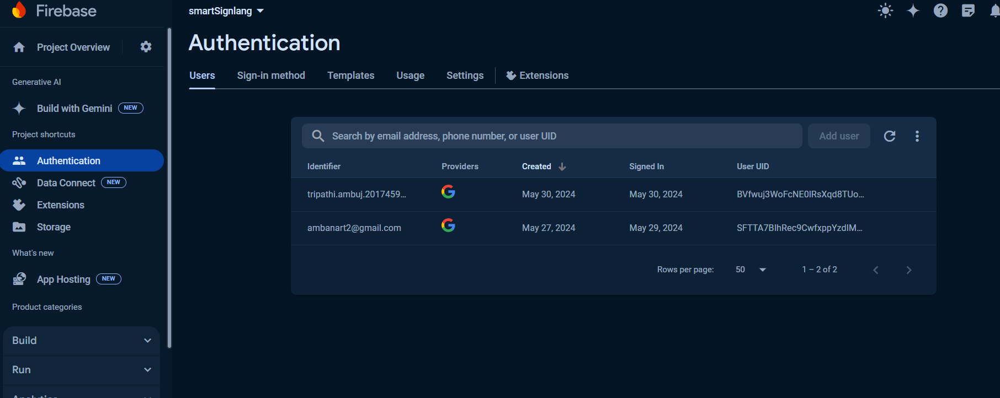 Firebase
smartSignlang
Project Overview
Authentication
Users Sign-in method Templates Usage Settings Extensions
Generative AI
Build with Gemini NEW
Project shortcuts
Authentication
Data Connect NEW
Extensions
Storage
What's new
App Hosting NEW
Product categories
Build
Run
Analytics
Search by email address, phone number, or user UID Add user
Identifier Providers Created Signed In User UID
tripathi.ambuj.2017459... May 30, 2024 May 30, 2024 BVfwuj3WoFcNE0lRsXqd8TUo...
ambanart2@gmail.com May 27, 2024 May 29, 2024 SFTTA7BlhRec9CwfxppYzdlM...
Rows per page: 50 1 – 2 of 2